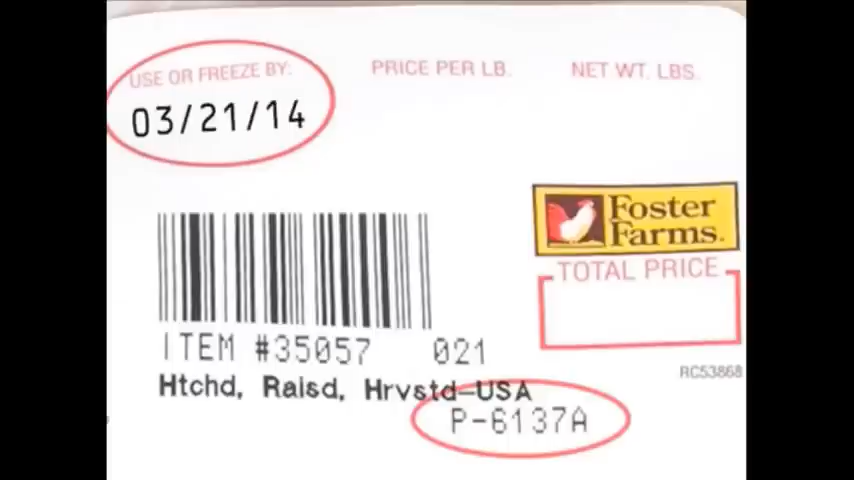 USE OR FREEZE BY:
PRICE PER LB.
NET WT. LBS.
03/21/14
Foster
Farms.
TOTAL PRICE
ITEM #35057 021
RC53868
Htchd, Raisd, Hrvstd-USA
P-6137A